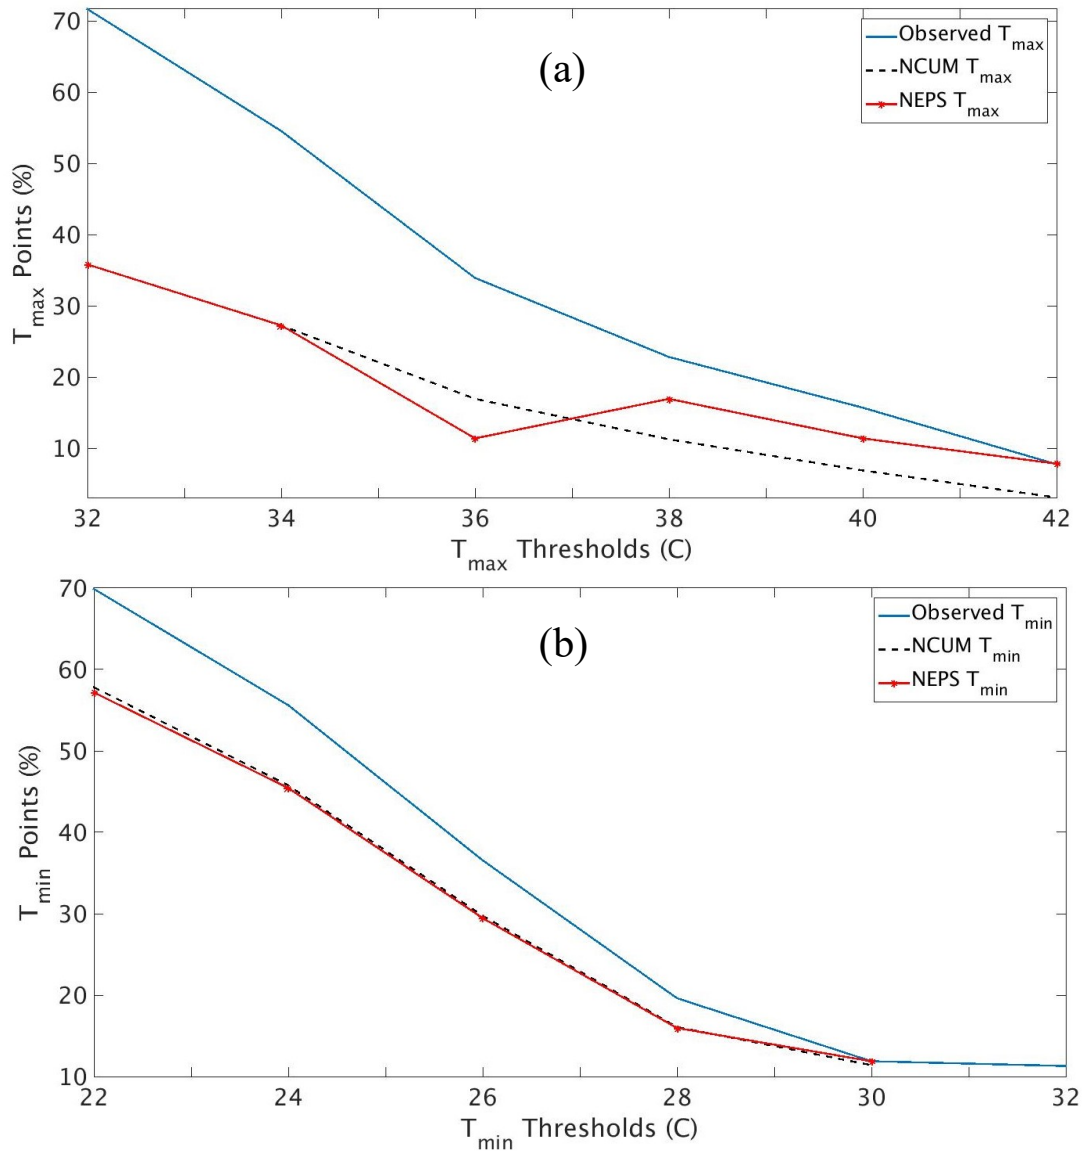 (a)
Observed T_max
NCUM T_max
NEPS T_max
T_max Points (%)
70
60
50
40
30
20
10
32 34 36 38 40 42
T_max Thresholds (C)
(b)
Observed T_min
NCUM T_min
NEPS T_min
T_min Points (%)
70
60
50
40
30
20
10
22 24 26 28 30 32
T_min Thresholds (C)